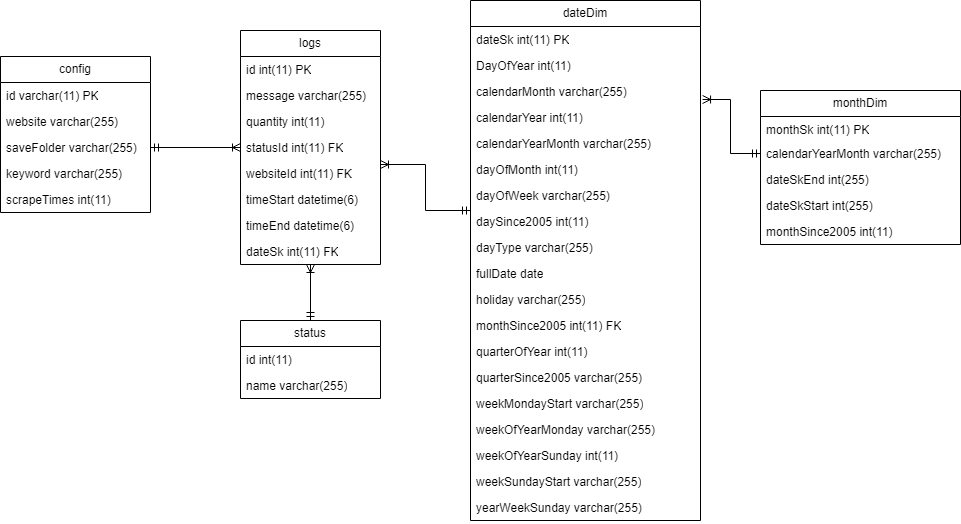 config
id varchar(11) PK
website varchar(255)
saveFolder varchar(255)
keyword varchar(255)
scrapeTimes int(11)
logs
id int(11) PK
message varchar(255)
quantity int(11)
statusId int(11) FK
websiteId int(11) FK
timeStart datetime(6)
timeEnd datetime(6)
dateSk int(11) FK
status
id int(11)
name varchar(255)
dateDim
dateSk int(11) PK
DayOfYear int(11)
calendarMonth varchar(255)
calendarYear int(11)
calendarYearMonth varchar(255)
dayOfMonth int(11)
dayOfWeek varchar(255)
daySince2005 int(11)
dayType varchar(255)
fullDate date
holiday varchar(255)
monthSince2005 int(11) FK
quarterOfYear int(11)
quarterSince2005 varchar(255)
weekMondayStart varchar(255)
weekOfYearMonday varchar(255)
weekOfYearSunday int(11)
weekSundayStart varchar(255)
yearWeekSunday varchar(255)
monthDim
monthSk int(11) PK
calendarYearMonth varchar(255)
dateSkEnd int(255)
dateSkStart int(255)
monthSince2005 int(11)